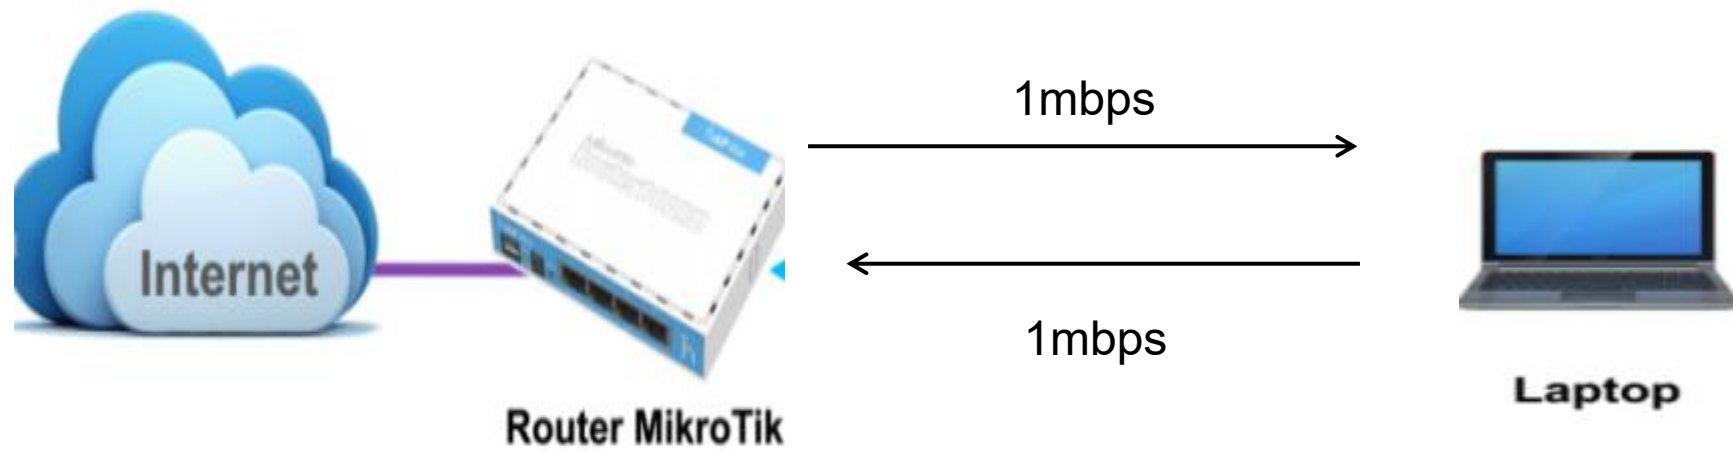 1mbps
Internet
1mbps
Laptop
Router MikroTik